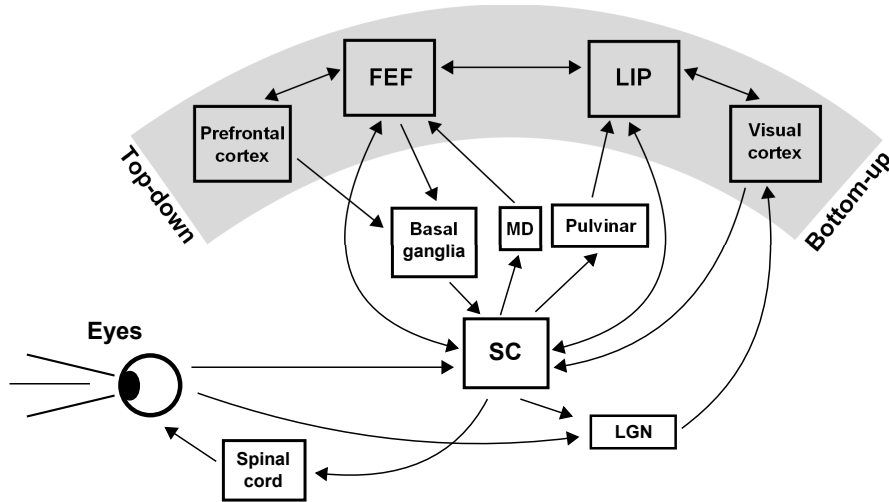 FEF
LIP
Prefrontal
cortex
Visual
cortex
Top-down
Bottom-up
Basal
ganglia
MD
Pulvinar
Eyes
SC
LGN
Spinal
cord